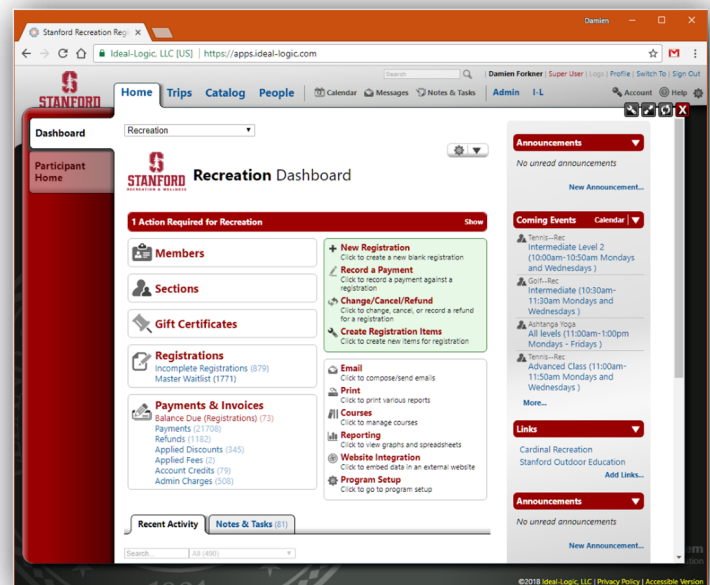 Damien
Stanford Recreation Regi
Ideal-Logic, LLC [US] | https://apps.ideal-logic.com
Search
Damien Forkner | Super User | Logs | Profile | Switch To | Sign Out
S
STANFORD
Home Trips Catalog People Calendar Messages Notes & Tasks Admin I-L Account Help
Dashboard
Participant
Home
Recreation
S
STANFORD
RECREATION & WELLNESS
Recreation Dashboard
1 Action Required for Recreation Show
Members
Sections
Gift Certificates
Registrations
Incomplete Registrations (879)
Master Waitlist (1771)
Payments & Invoices
Balance Due (Registrations) (73)
Payments (21708)
Refunds (1182)
Applied Discounts (345)
Applied Fees (2)
Account Credits (79)
Admin Charges (508)
New Registration
Click to create a new blank registration
Record a Payment
Click to record a payment against a
registration
Change/Cancel/Refund
Click to change, cancel, or record a refund
for a registration
Create Registration Items
Click to create new items for registration
Email
Click to compose/send emails
Print
Click to print various reports
Courses
Click to manage courses
Reporting
Click to view graphs and spreadsheets
Website Integration
Click to embed data in an external website
Program Setup
Click to go to program setup
Recent Activity Notes & Tasks (81)
Search... All (490)
Announcements
No unread announcements
New Announcement...
Coming Events Calendar |
Tennis--Rec
Intermediate Level 2
(10:00am-10:50am Mondays
and Wednesdays )
Golf--Rec
Intermediate (10:30am-
11:30am Mondays and
Wednesdays )
Ashtanga Yoga
All levels (11:00am-1:00pm
Mondays - Fridays )
Tennis--Rec
Advanced Class (11:00am-
11:50am Mondays and
Wednesdays )
More...
Links
Cardinal Recreation
Stanford Outdoor Education
Add Links...
Announcements
No unread announcements
New Announcement...
©2018 Ideal-Logic, LLC | Privacy Policy | Accessible Version